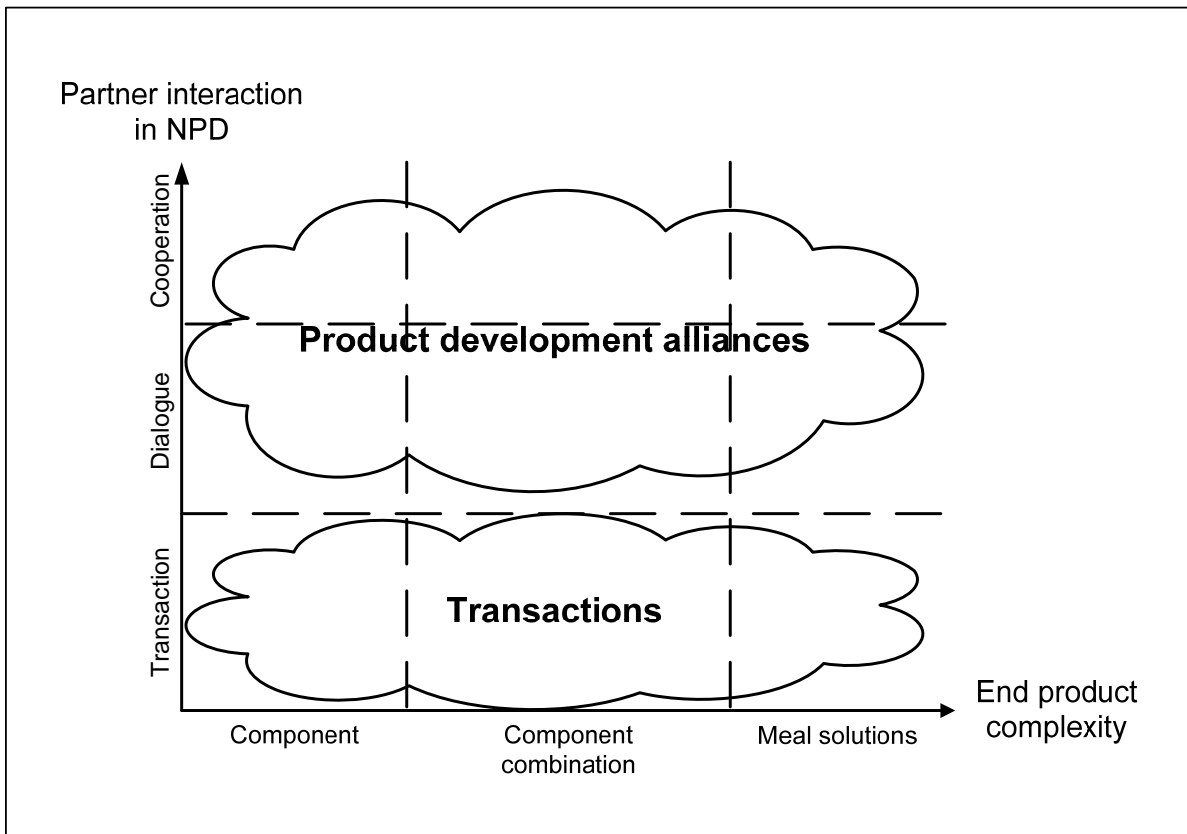 Partner interaction
in NPD
Cooperation
Product development alliances
Dialogue
Transaction
Transactions
End product
complexity
Component
Component
combination
Meal solutions